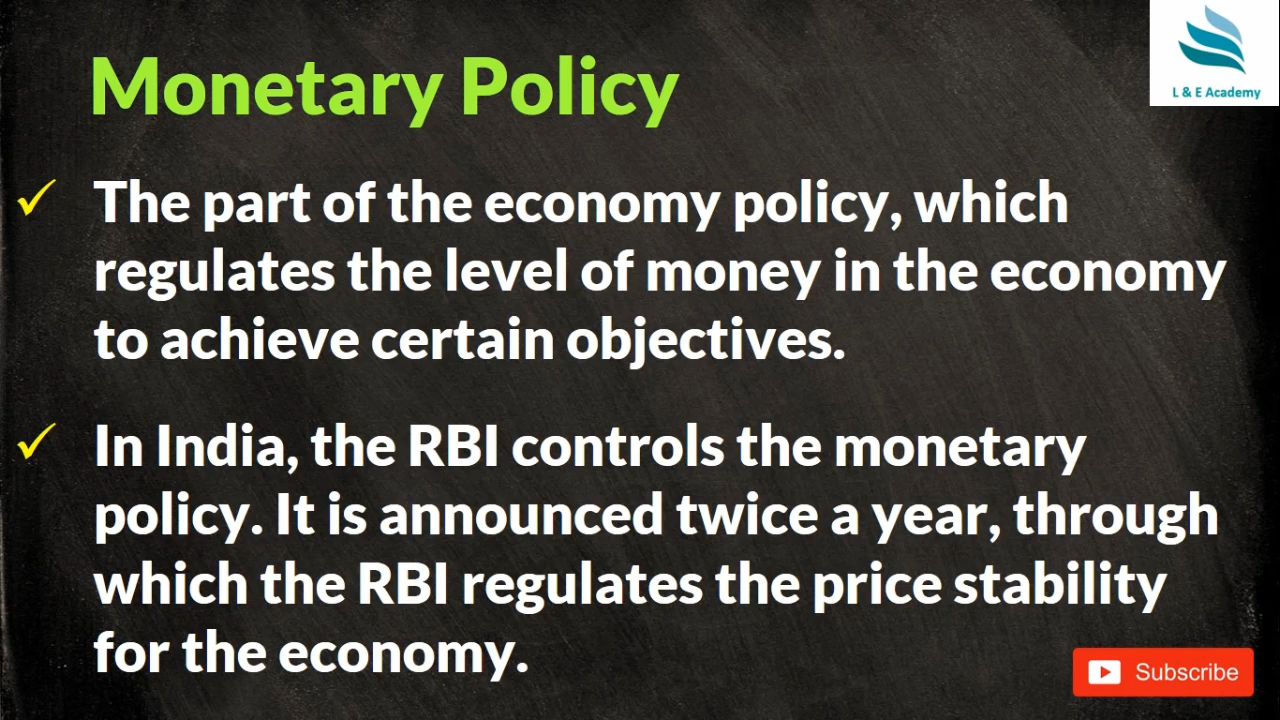 L & E Academy
Monetary Policy
The part of the economy policy, which
regulates the level of money in the economy
to achieve certain objectives.
In India, the RBI controls the monetary
policy. It is announced twice a year, through
which the RBI regulates the price stability
for the economy.
Subscribe